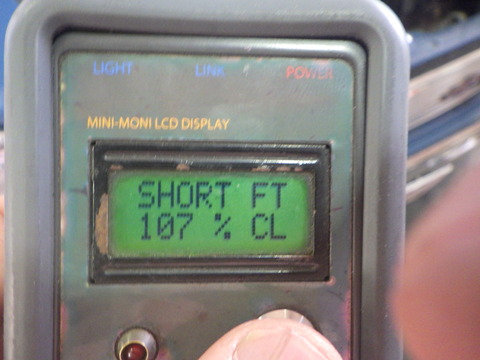 LIGHT LINK POWER
MINI-MONI LCD DISPLAY
SHORT FT
107 % CL